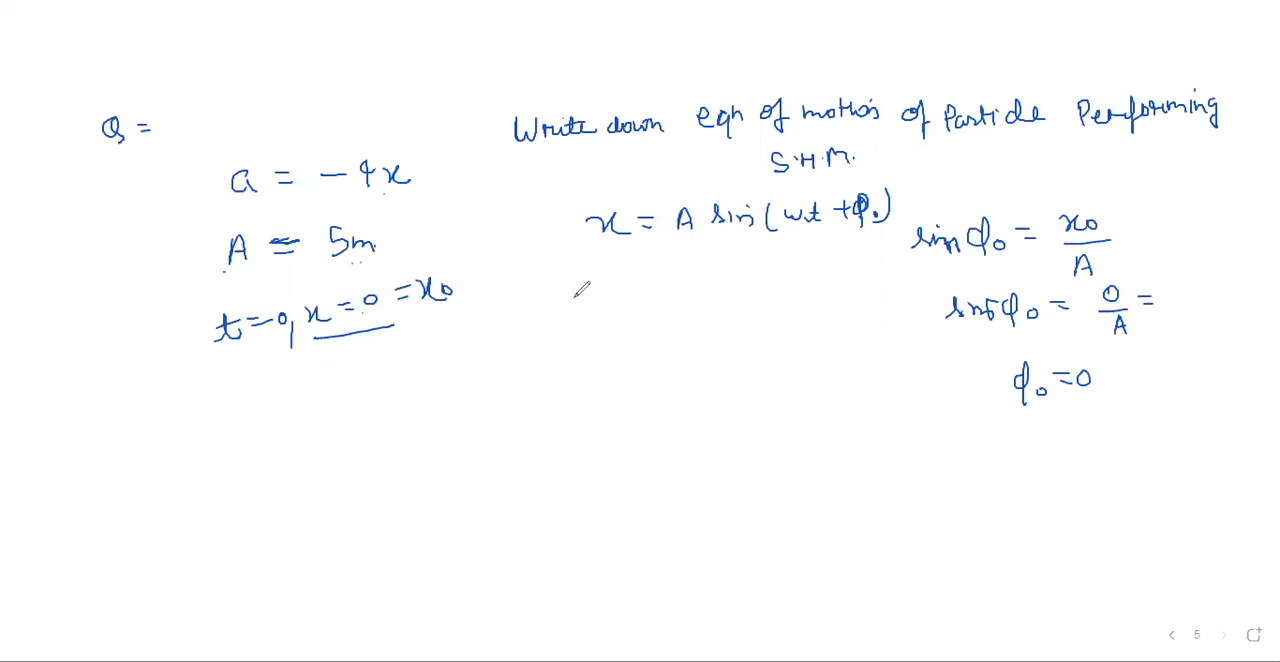 Q =
Write down eqn of motion of Particle Performing
S.H.M.
a = - 4x
x = A sin(wt + φ₀)
A = 5m
sin φ₀ = x₀/A
t=0, x = 0 = x₀
sin φ₀ = 0/A =
φ₀ = 0
5